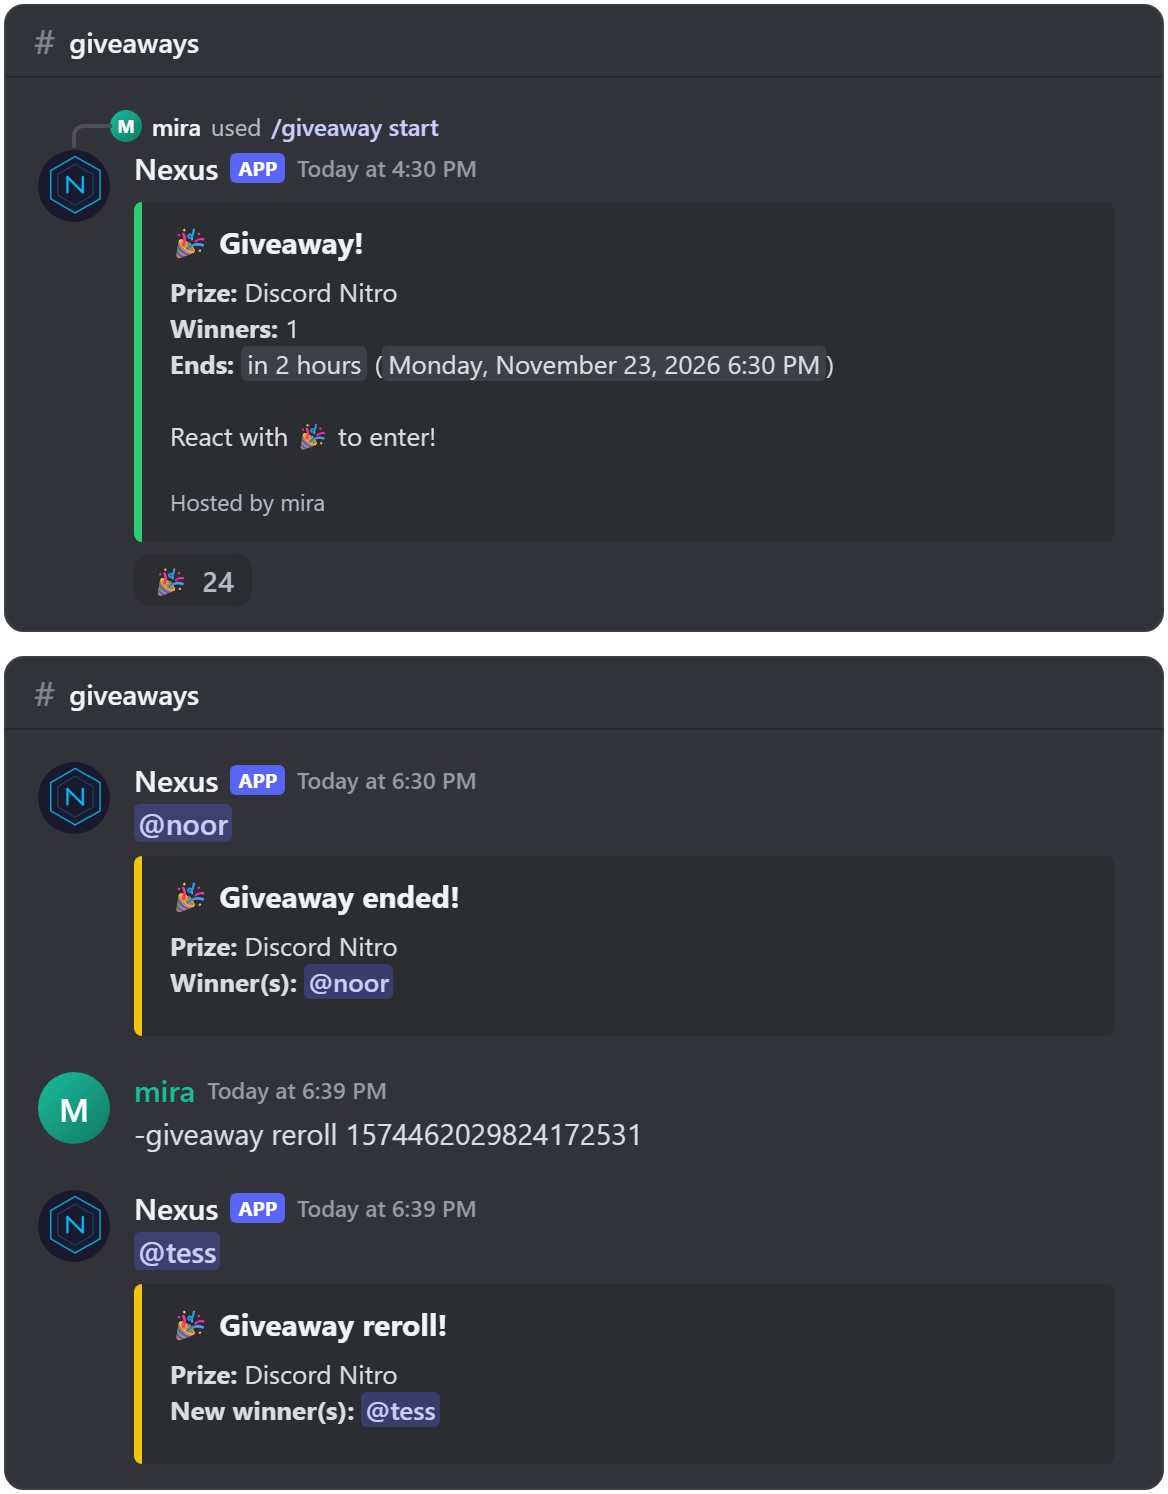 # giveaways
M mira used /giveaway start
N
Nexus APP Today at 4:30 PM
🎉 Giveaway!
Prize: Discord Nitro
Winners: 1
Ends: in 2 hours (Monday, November 23, 2026 6:30 PM)
React with 🎉 to enter!
Hosted by mira
🎉 24
# giveaways
N
Nexus APP Today at 6:30 PM
@noor
🎉 Giveaway ended!
Prize: Discord Nitro
Winner(s): @noor
M
mira Today at 6:39 PM
-giveaway reroll 1574462029824172531
N
Nexus APP Today at 6:39 PM
@tess
🎉 Giveaway reroll!
Prize: Discord Nitro
New winner(s): @tess